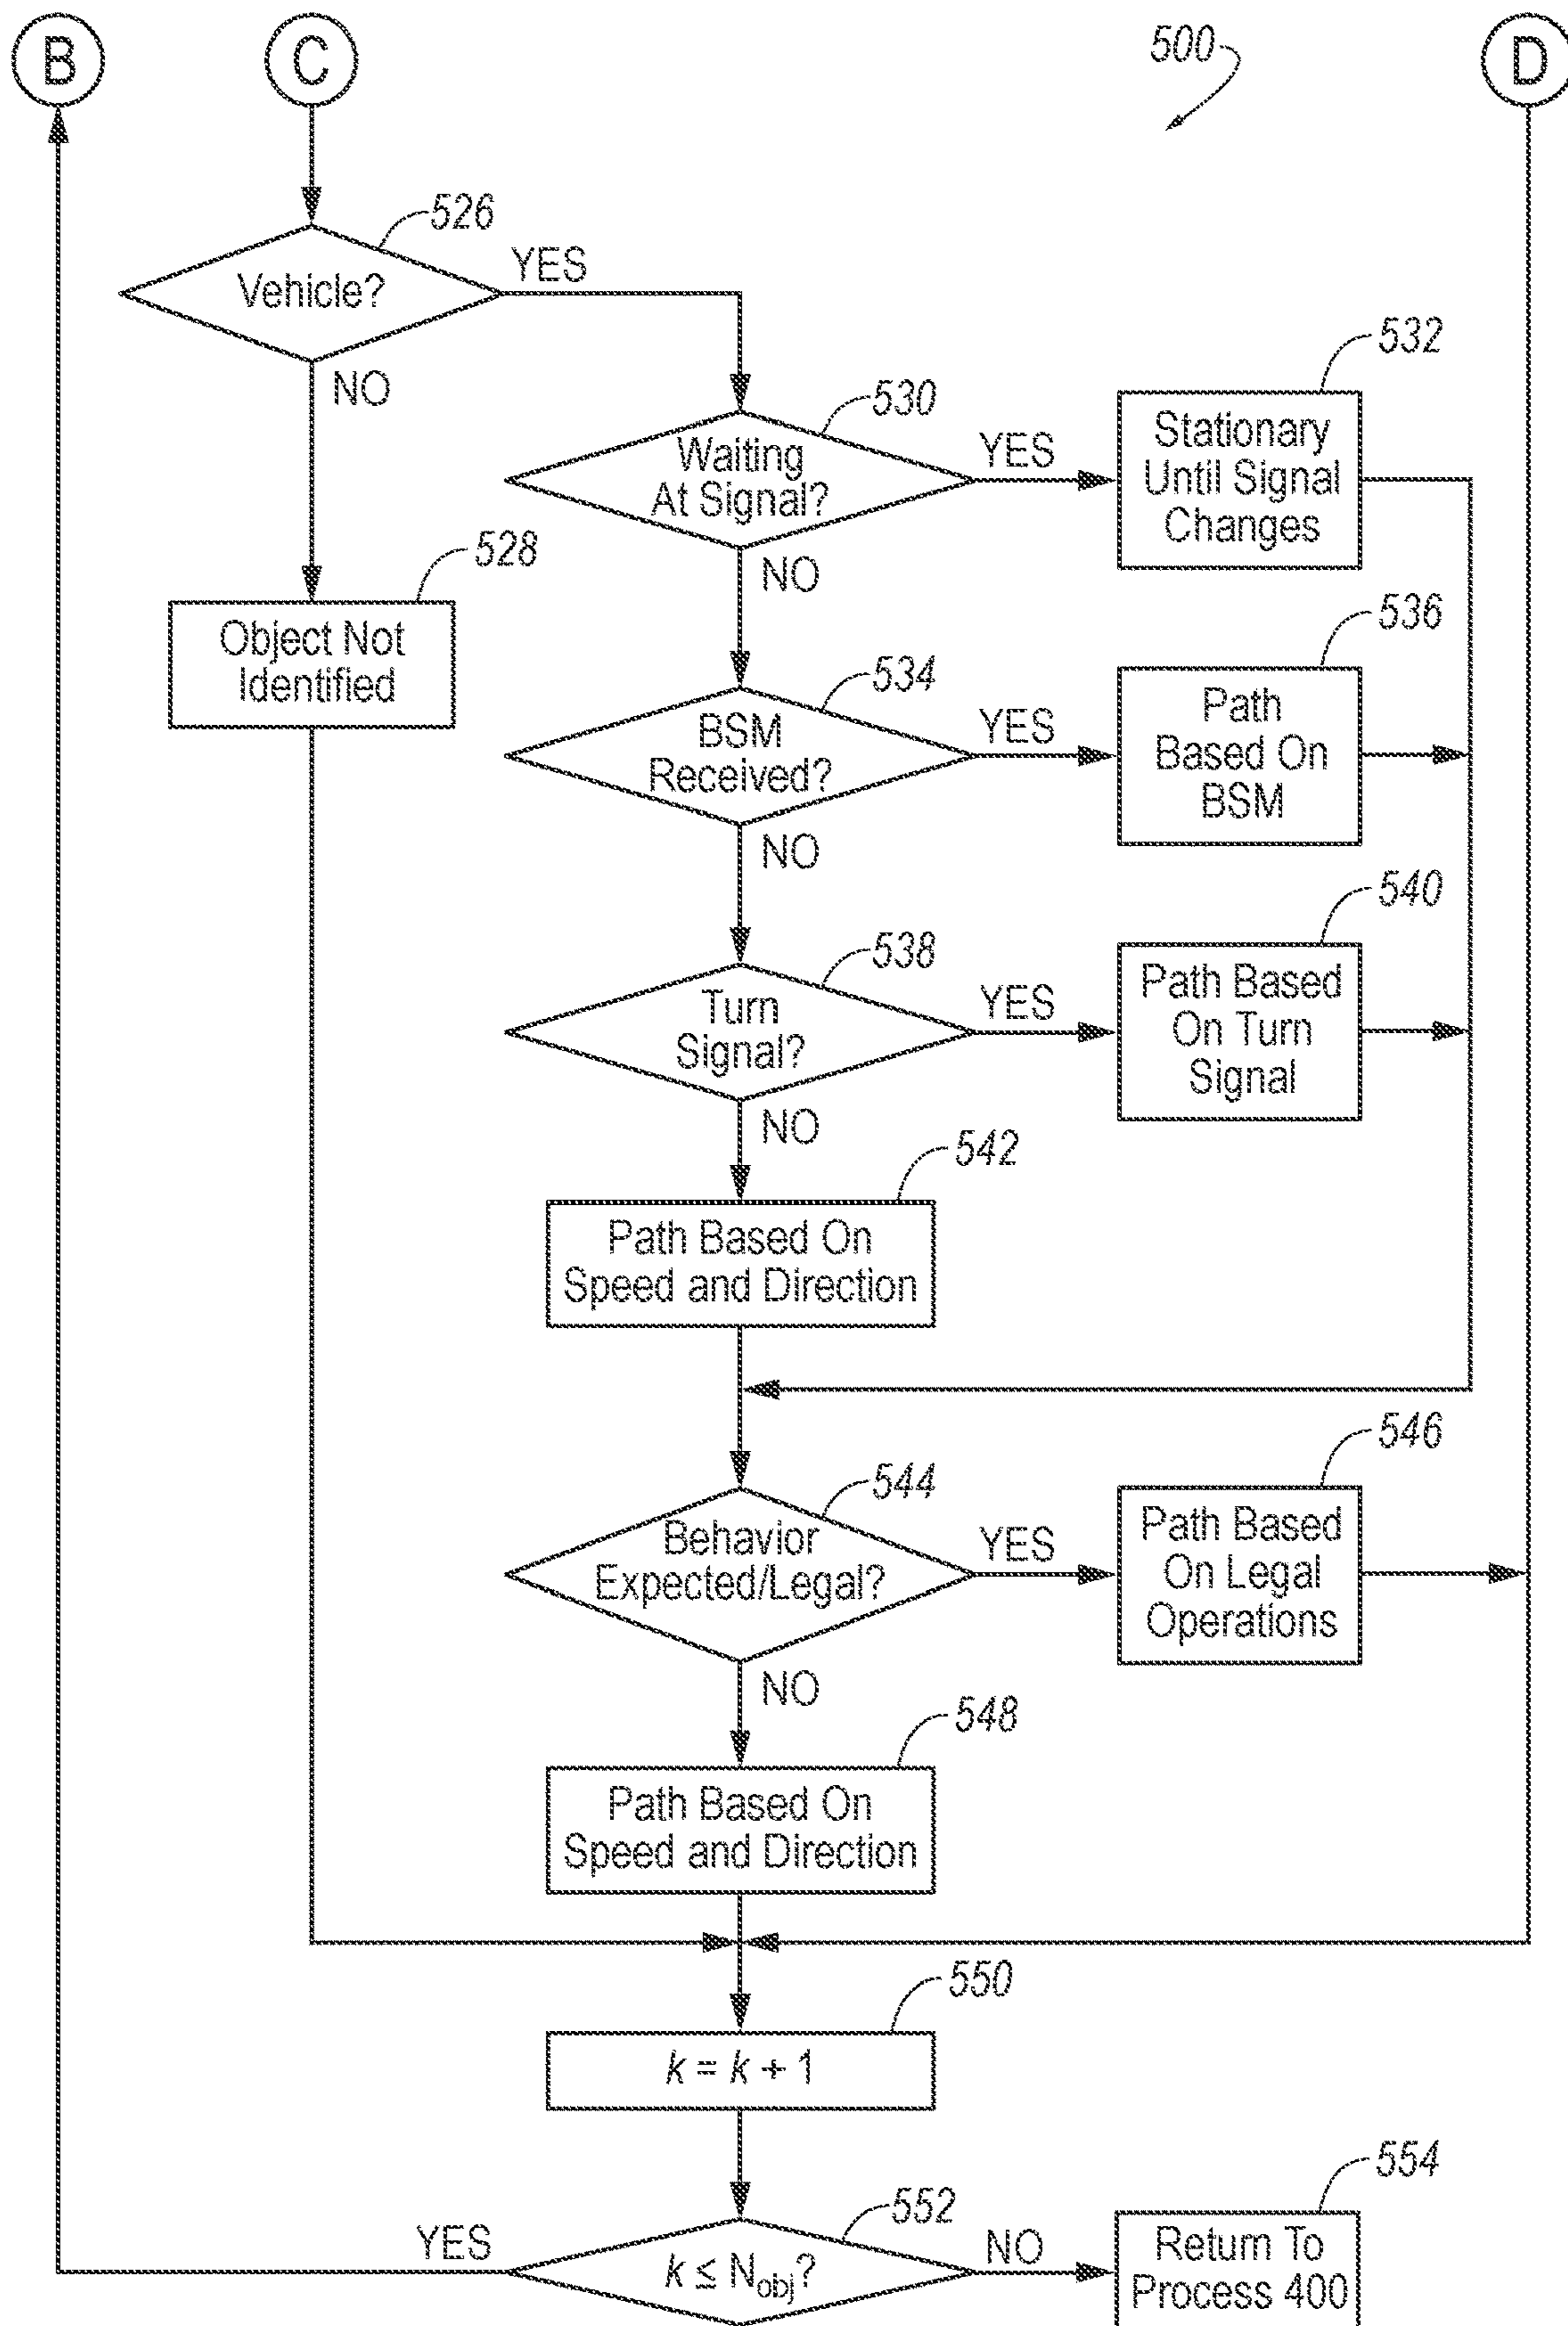 B
C
500
D
526
Vehicle?
YES
NO
530
Waiting
At Signal?
YES
NO
532
Stationary
Until Signal
Changes
528
Object Not
Identified
534
BSM
Received?
YES
NO
536
Path
Based On
BSM
538
Turn
Signal?
YES
NO
540
Path Based
On Turn
Signal
542
Path Based On
Speed and Direction
544
Behavior
Expected/Legal?
YES
NO
546
Path Based
On Legal
Operations
548
Path Based On
Speed and Direction
550
k = k + 1
552
k ≤ Nobj?
YES
NO
554
Return To
Process 400